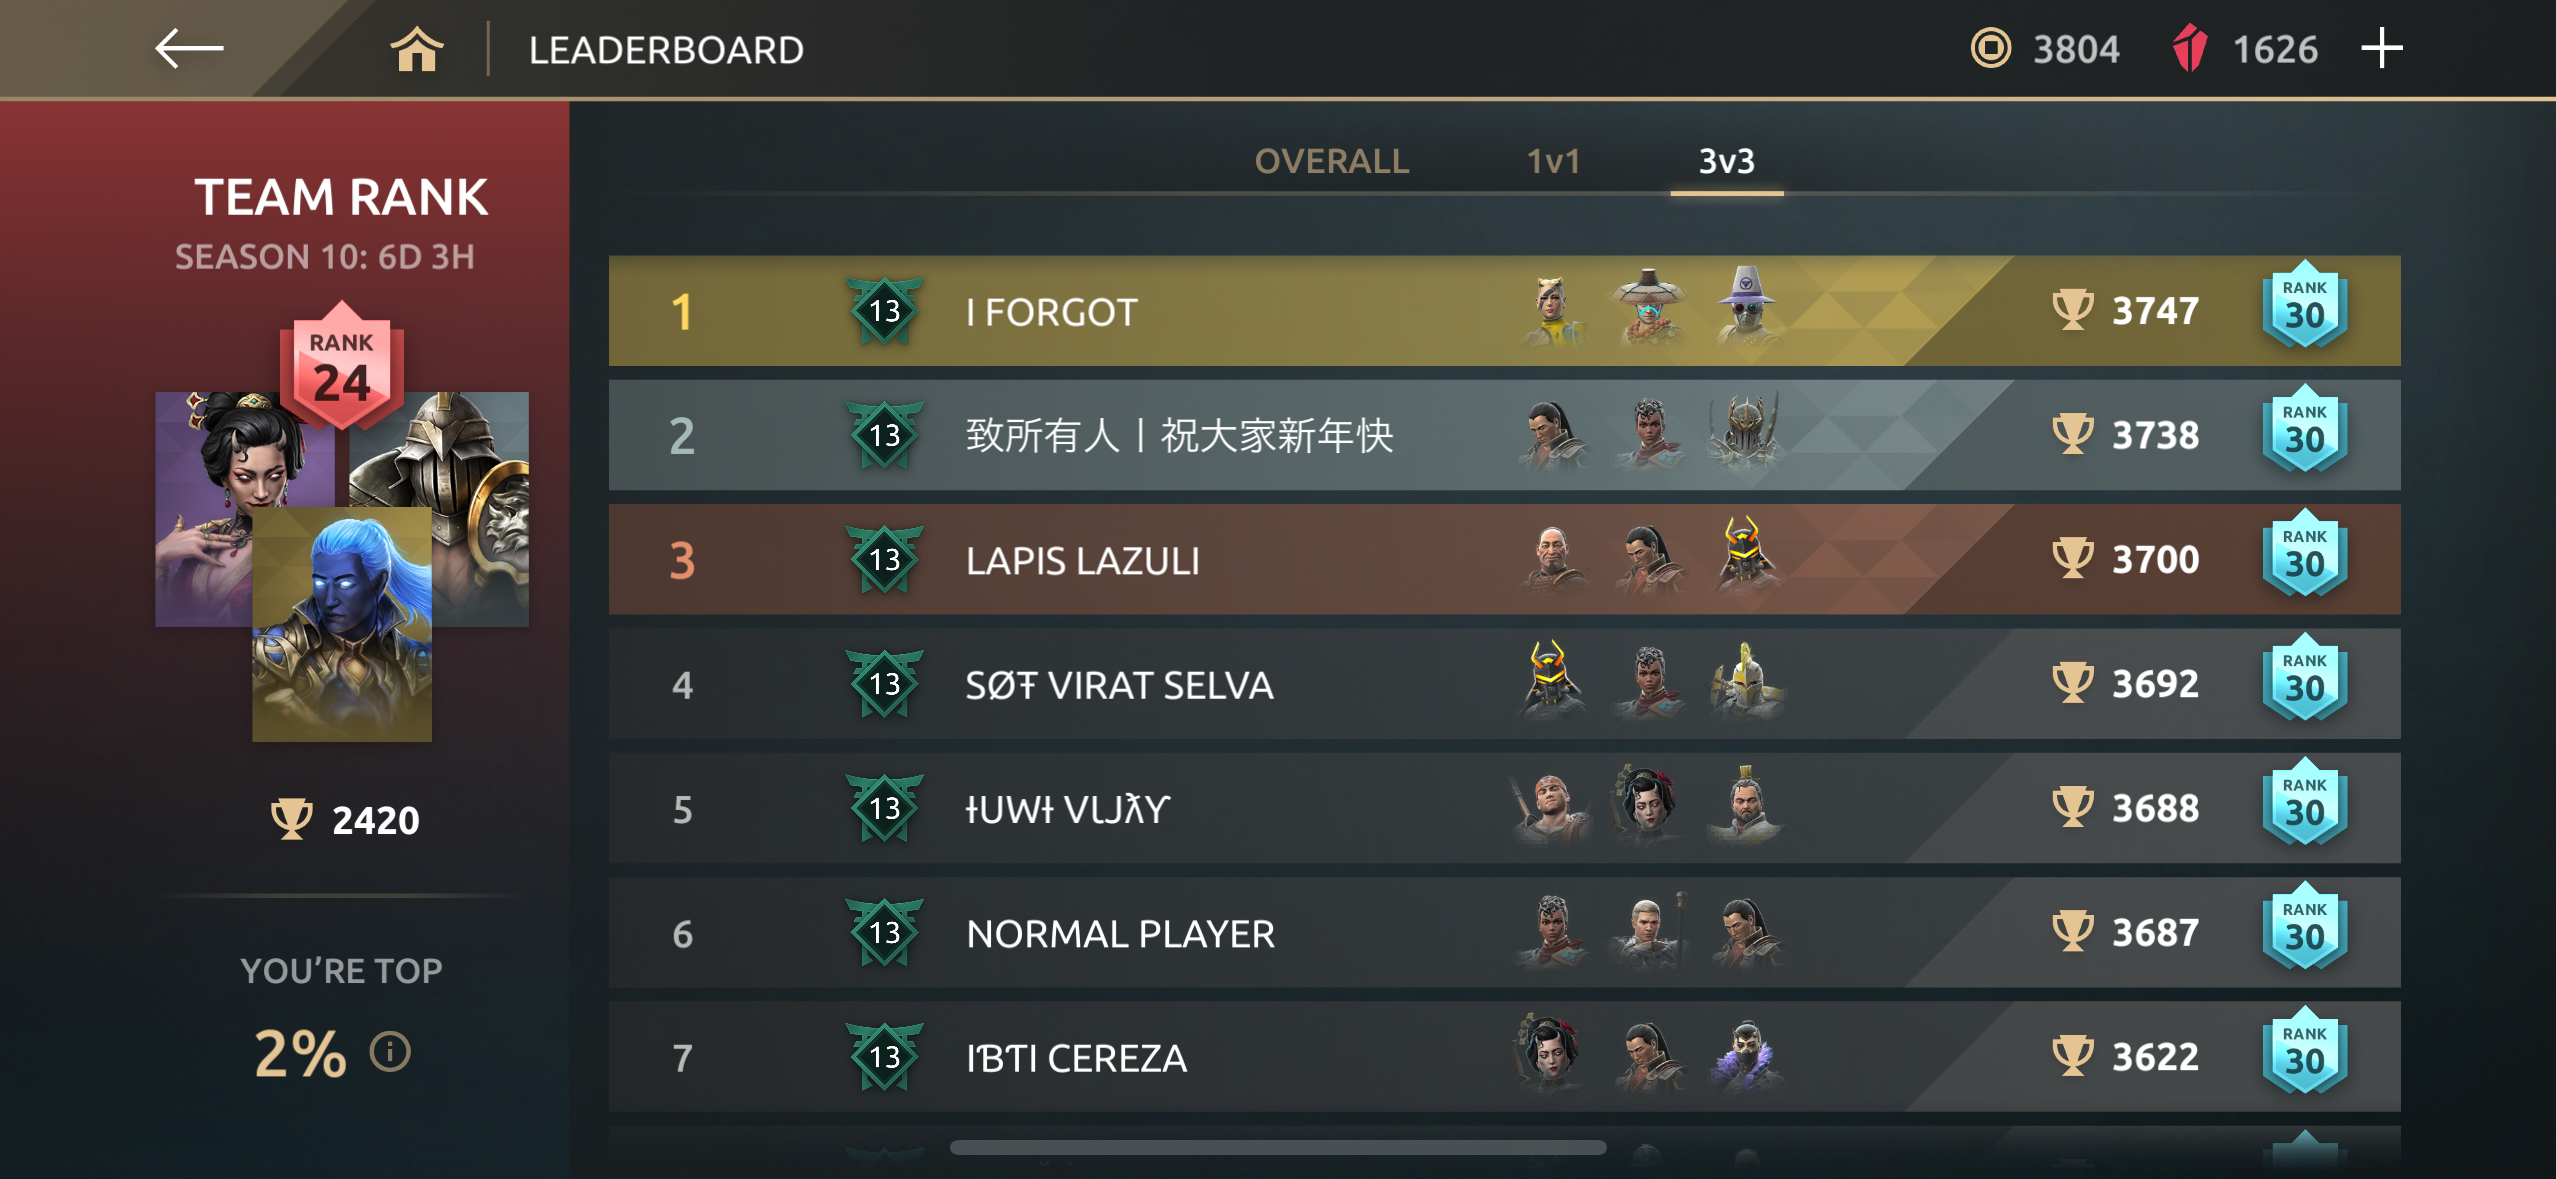 LEADERBOARD
3804
1626
TEAM RANK
SEASON 10: 6D 3H
RANK
24
2420
YOU'RE TOP
2%
OVERALL
1v1
3v3
1
13
I FORGOT
3747
RANK
30
2
13
致所有人丨祝大家新年快
3738
RANK
30
3
13
LAPIS LAZULI
3700
RANK
30
4
13
SØŦ VIRAT SELVA
3692
RANK
30
5
13
ƗUWƗ VƖJƛƳ
3688
RANK
30
6
13
NORMAL PLAYER
3687
RANK
30
7
13
IƁTI CEREZA
3622
RANK
30